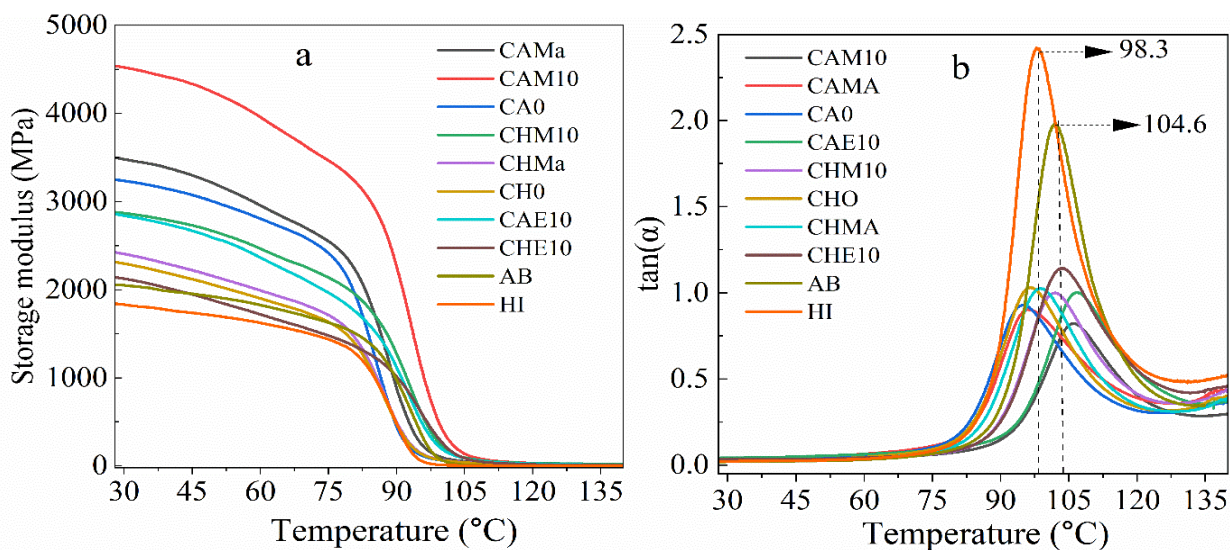 a
Storage modulus (MPa)
5000
4000
3000
2000
1000
0
CAMa
CAM10
CA0
CHM10
CHMa
CH0
CAE10
CHE10
AB
HI
30 45 60 75 90 105 120 135
Temperature (°C)
b
tan(α)
2.5
2.0
1.5
1.0
0.5
0.0
CAM10
CAMA
CA0
CAE10
CHM10
CHO
CHMA
CHE10
AB
HI
98.3
104.6
30 45 60 75 90 105 120 135
Temperature (°C)